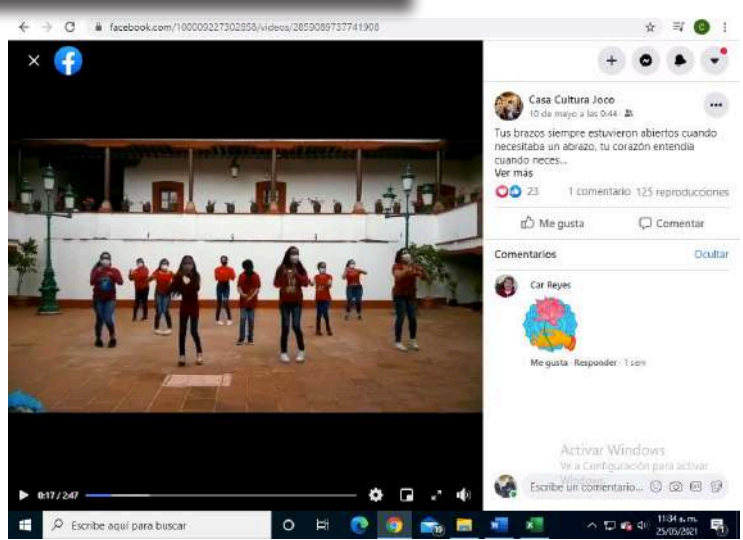 facebook.com/100009227302858/videos/2859089737741908
Casa Cultura Joco
10 de mayo a las 9:44
Tus brazos siempre estuvieron abiertos cuando
necesitaba un abrazo, tu corazón entendía
cuando neces...
Ver más
23
1 comentario 125 reproducciones
Me gusta
Comentar
Comentarios
Ocultar
Car Reyes
Me gusta · Responder · 1 sem
Activar Windows
Ve a Configuración para activar
Windows.
Escribe un comentario...
0:17 / 2:47
Escribe aquí para buscar
19
11:34 a. m.
25/05/2021